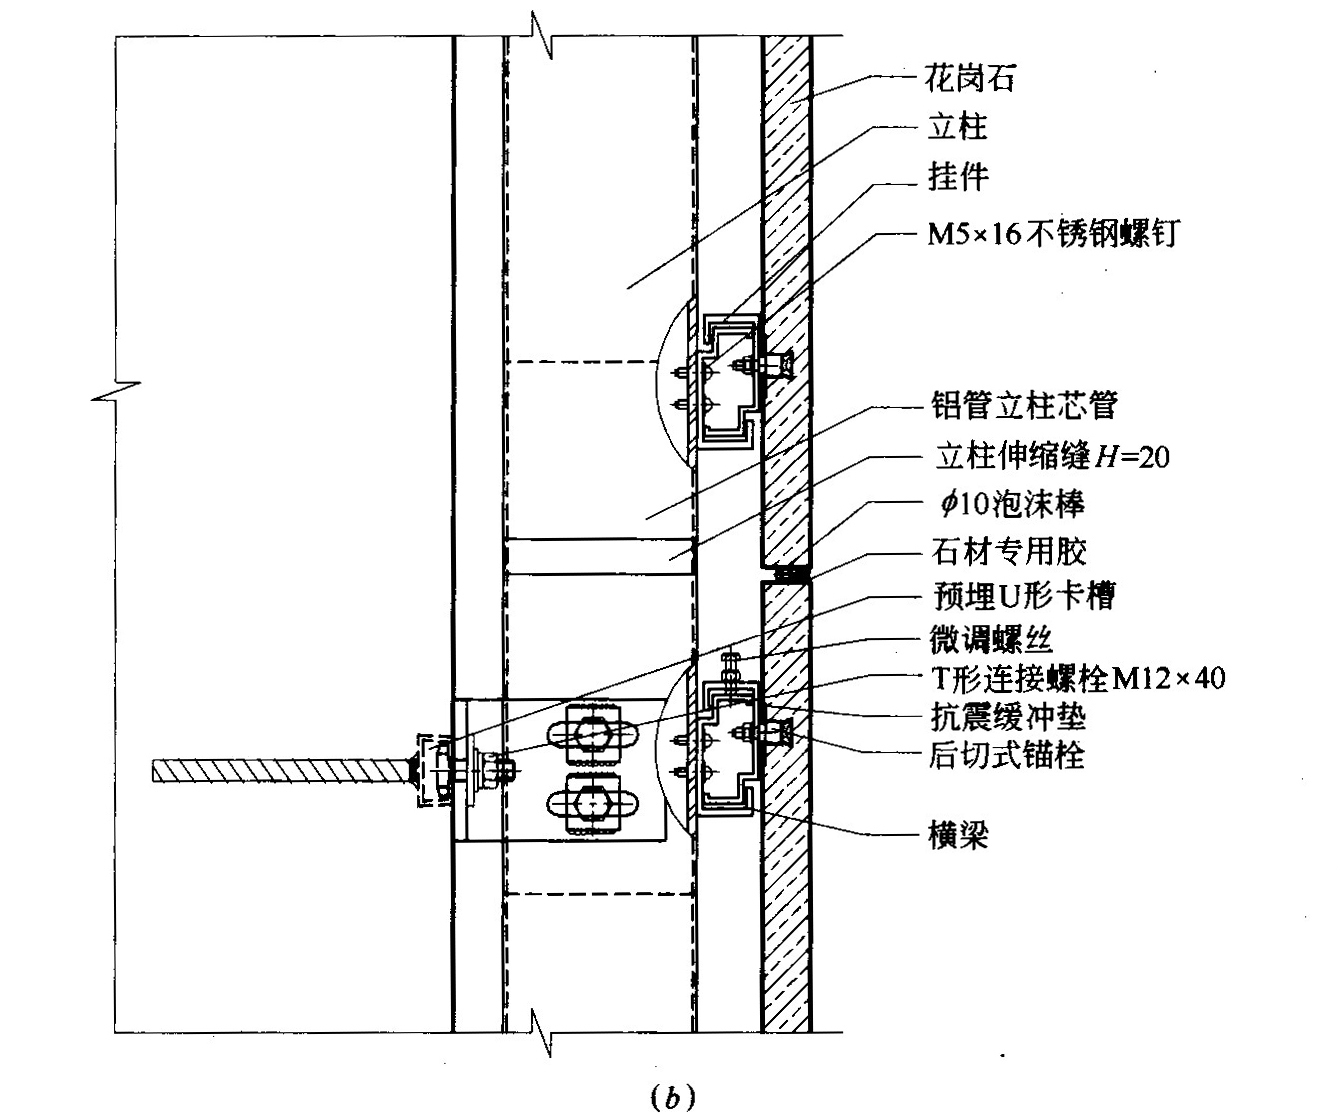 花岗石
立柱
挂件
M5×16不锈钢螺钉
铝管立柱芯管
立柱伸缩缝H=20
ϕ10泡沫棒
石材专用胶
预埋U形卡槽
微调螺丝
T形连接螺栓M12×40
抗震缓冲垫
后切式锚栓
横梁
(b)